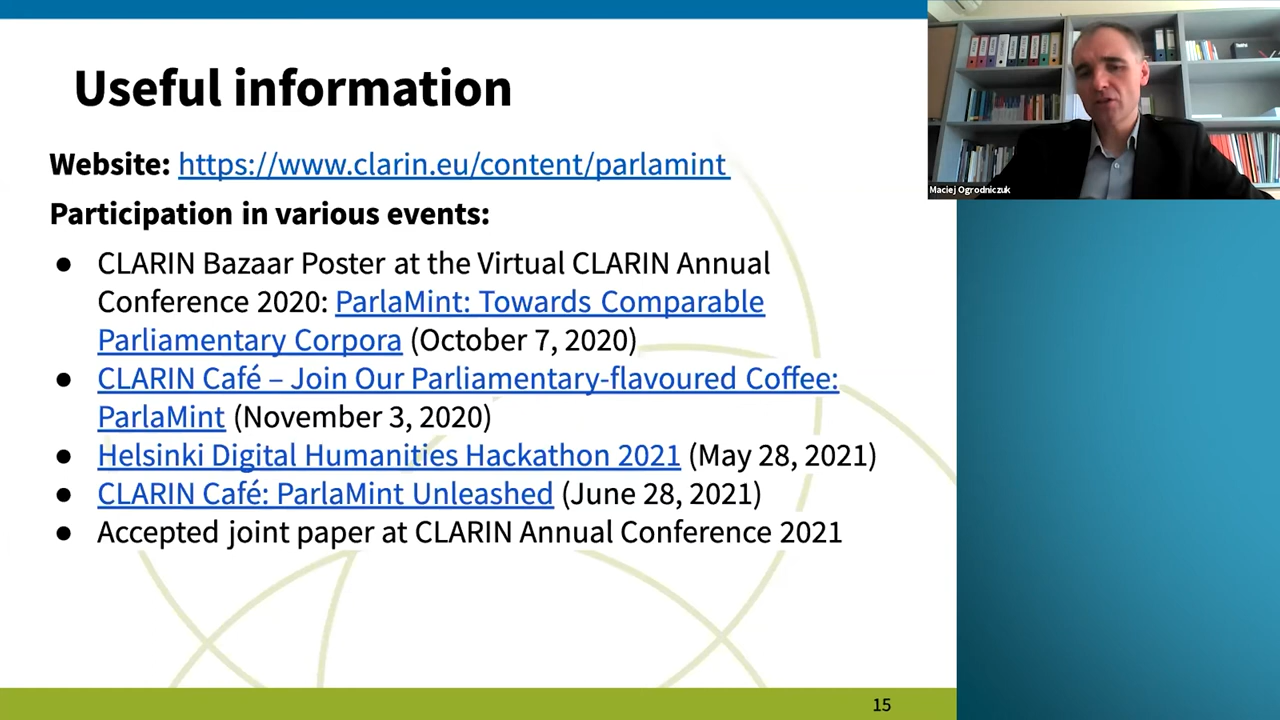 Useful information
Website: https://www.clarin.eu/content/parlamint
Participation in various events:
● CLARIN Bazaar Poster at the Virtual CLARIN Annual
Conference 2020: ParlaMint: Towards Comparable
Parliamentary Corpora (October 7, 2020)
● CLARIN Café – Join Our Parliamentary-flavoured Coffee:
ParlaMint (November 3, 2020)
● Helsinki Digital Humanities Hackathon 2021 (May 28, 2021)
● CLARIN Café: ParlaMint Unleashed (June 28, 2021)
● Accepted joint paper at CLARIN Annual Conference 2021
15
Maciej Ogrodniczuk